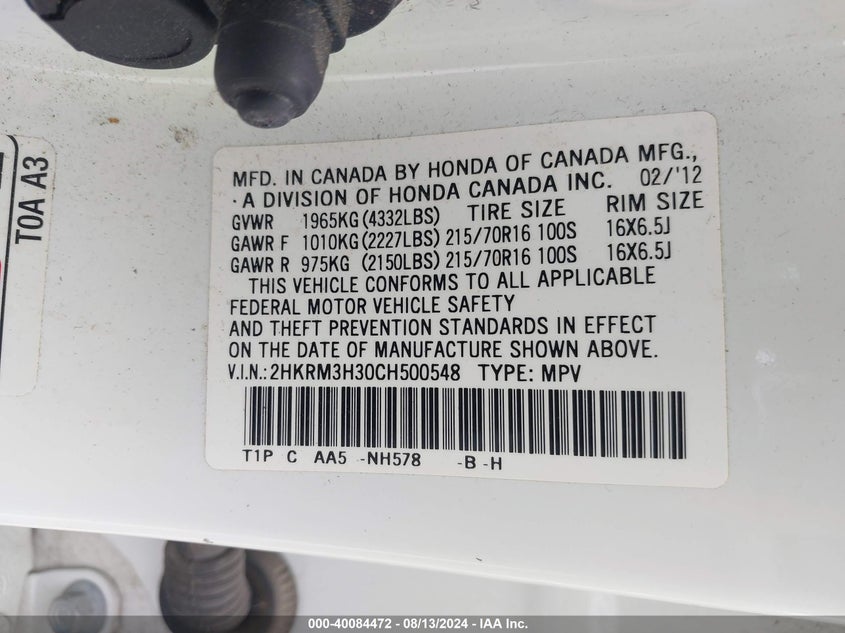 MFD. IN CANADA BY HONDA OF CANADA MFG.,
A DIVISION OF HONDA CANADA INC. 02/'12
GVWR 1965KG (4332LBS) TIRE SIZE RIM SIZE
GAWR F 1010KG (2227LBS) 215/70R16 100S 16X6.5J
GAWR R 975KG (2150LBS) 215/70R16 100S 16X6.5J
THIS VEHICLE CONFORMS TO ALL APPLICABLE
FEDERAL MOTOR VEHICLE SAFETY
AND THEFT PREVENTION STANDARDS IN EFFECT
ON THE DATE OF MANUFACTURE SHOWN ABOVE.
V.I.N.: 2HKRM3H30CH500548 TYPE: MPV
T1P C AA5 -NH578 -B -H
T0A A3
000-40084472 - 08/13/2024 - IAA Inc.